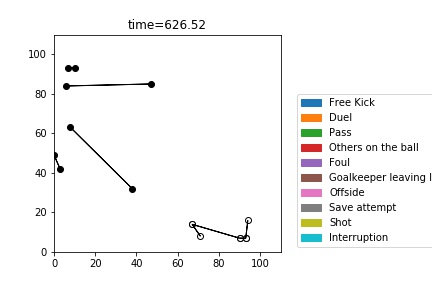 time=626.52
100
80
60
40
20
0
0 20 40 60 80 100
Free Kick
Duel
Pass
Others on the ball
Foul
Goalkeeper leaving l
Offside
Save attempt
Shot
Interruption